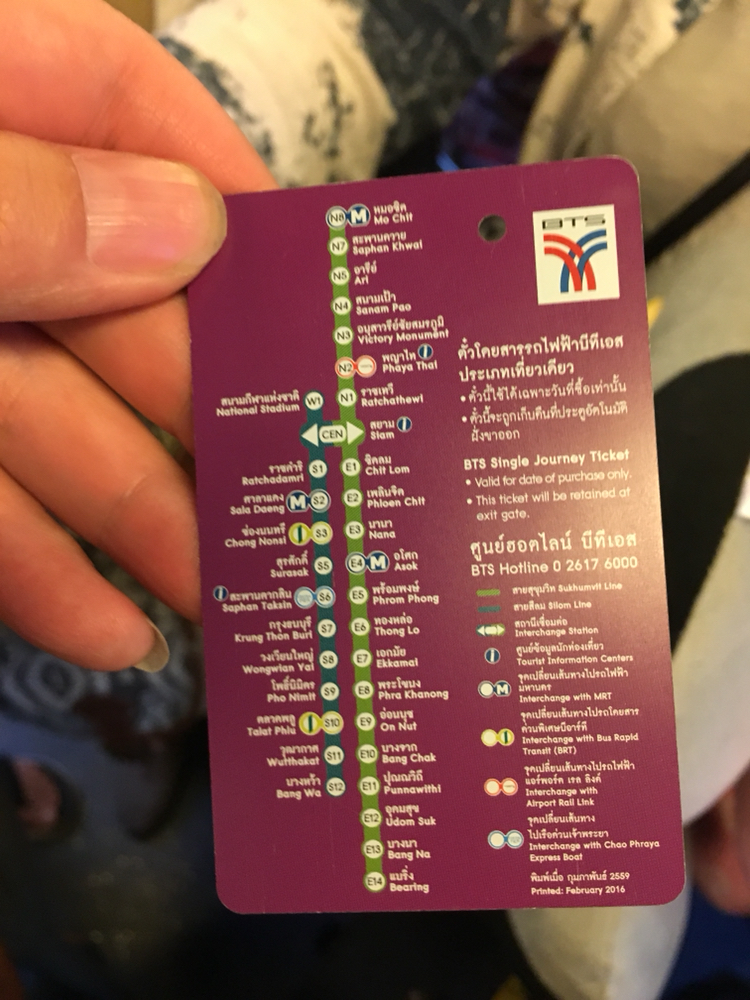 N8 M หมอชิต
Mo Chit
N7 สะพานควาย
Saphan Khwai
N5 อารีย์
Ari
N4 สนามเป้า
Sanam Pao
N3 อนุสาวรีย์ชัยสมรภูมิ
Victory Monument
N2 พญาไท
Phaya Thai
N1 ราชเทวี
Ratchathewi
สนามกีฬาแห่งชาติ W1
National Stadium
CEN สยาม
Siam
ราชดำริ S1
Ratchadamri
ศาลาแดง M S2
Sala Daeng
ช่องนนทรี S3
Chong Nonsi
สุรศักดิ์ S5
Surasak
สะพานตากสิน S6
Saphan Taksin
กรุงธนบุรี S7
Krung Thon Buri
วงเวียนใหญ่ S8
Wongwian Yai
โพธิ์นิมิตร S9
Pho Nimit
ตลาดพลู S10
Talat Phlu
วุฒากาศ S11
Wutthakat
บางหว้า S12
Bang Wa
E1 ชิดลม
Chit Lom
E2 เพลินจิต
Phloen Chit
E3 นานา
Nana
E4 M อโศก
Asok
E5 พร้อมพงษ์
Phrom Phong
E6 ทองหล่อ
Thong Lo
E7 เอกมัย
Ekkamai
E8 พระโขนง
Phra Khanong
E9 อ่อนนุช
On Nut
E10 บางจาก
Bang Chak
E11 ปุณณวิถี
Punnawithi
E12 อุดมสุข
Udom Suk
E13 บางนา
Bang Na
E14 แบริ่ง
Bearing
BTS
ตั๋วโดยสารรถไฟฟ้าบีทีเอส
ประเภทเที่ยวเดียว
• ตั๋วนี้ใช้ได้เฉพาะวันที่ซื้อเท่านั้น
• ตั๋วนี้จะถูกเก็บคืนที่ประตูอัตโนมัติ
ฝั่งขาออก
BTS Single Journey Ticket
• Valid for date of purchase only.
• This ticket will be retained at
exit gate.
ศูนย์ฮอตไลน์ บีทีเอส
BTS Hotline 0 2617 6000
สายสุขุมวิท Sukhumvit Line
สายสีลม Silom Line
สถานีเชื่อมต่อ
Interchange Station
ศูนย์ข้อมูลนักท่องเที่ยว
Tourist Information Centers
จุดเปลี่ยนเส้นทางไปรถไฟฟ้า
มหานคร
M Interchange with MRT
จุดเปลี่ยนเส้นทางไปรถโดยสาร
ด่วนพิเศษบีอาร์ที
Interchange with Bus Rapid
Transit (BRT)
จุดเปลี่ยนเส้นทางไปรถไฟฟ้า
แอร์พอร์ต เรล ลิงก์
Interchange with
Airport Rail Link
จุดเปลี่ยนเส้นทาง
ไปเรือด่วนเจ้าพระยา
Interchange with Chao Phraya
Express Boat
พิมพ์เมื่อ กุมภาพันธ์ 2559
Printed: February 2016